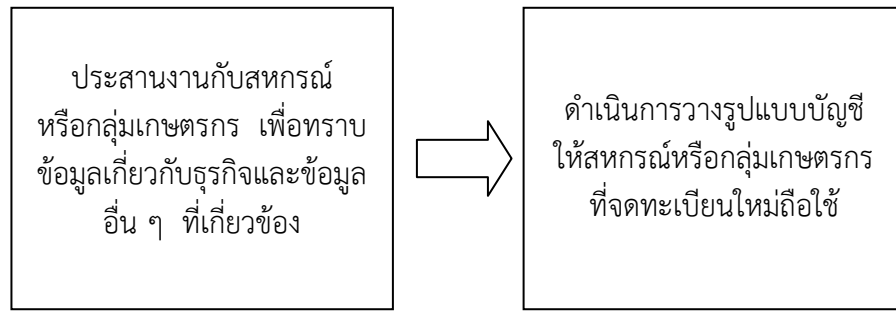 ประสานงานกับสหกรณ์
หรือกลุ่มเกษตรกร เพื่อทราบ
ข้อมูลเกี่ยวกับธุรกิจและข้อมูล
อื่น ๆ ที่เกี่ยวข้อง
ดำเนินการวางรูปแบบบัญชี
ให้สหกรณ์หรือกลุ่มเกษตรกร
ที่จดทะเบียนใหม่ถือใช้